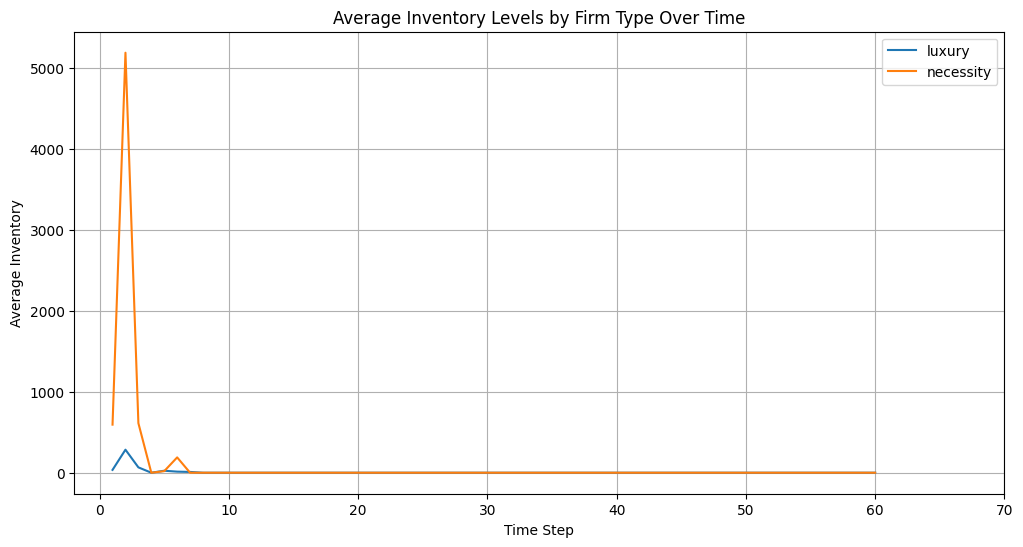 Average Inventory Levels by Firm Type Over Time
luxury
necessity
Average Inventory
5000
4000
3000
2000
1000
0
0 10 20 30 40 50 60 70
Time Step